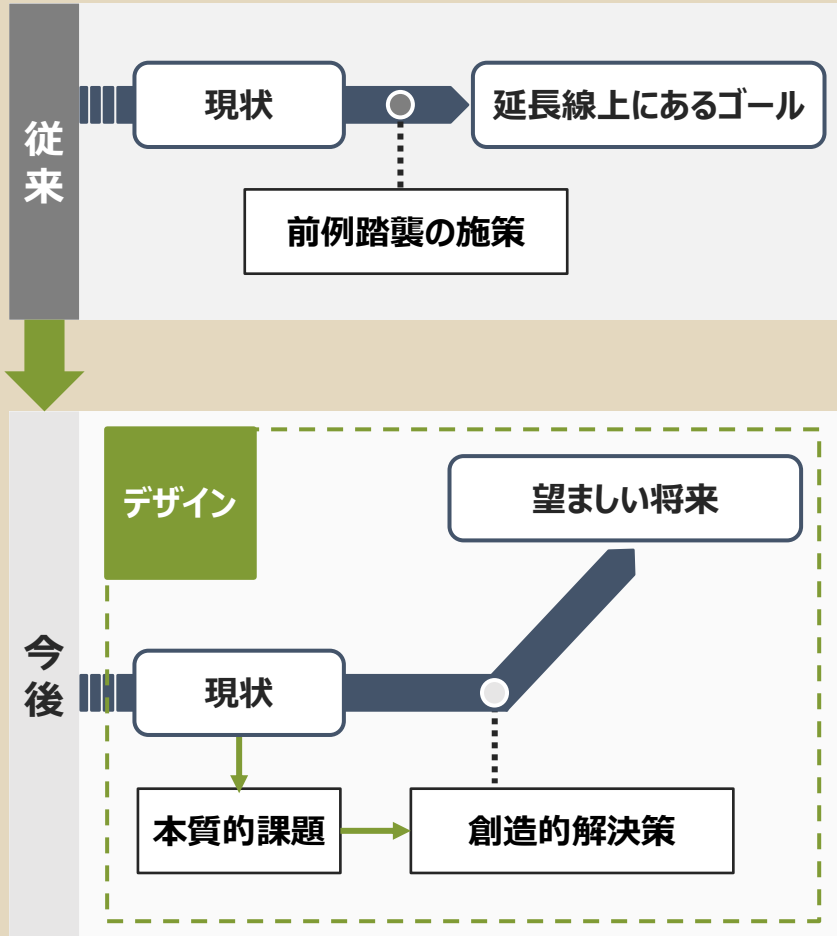 従来
現状
延長線上にあるゴール
前例踏襲の施策
デザイン
望ましい将来
今後
現状
本質的課題
創造的解決策